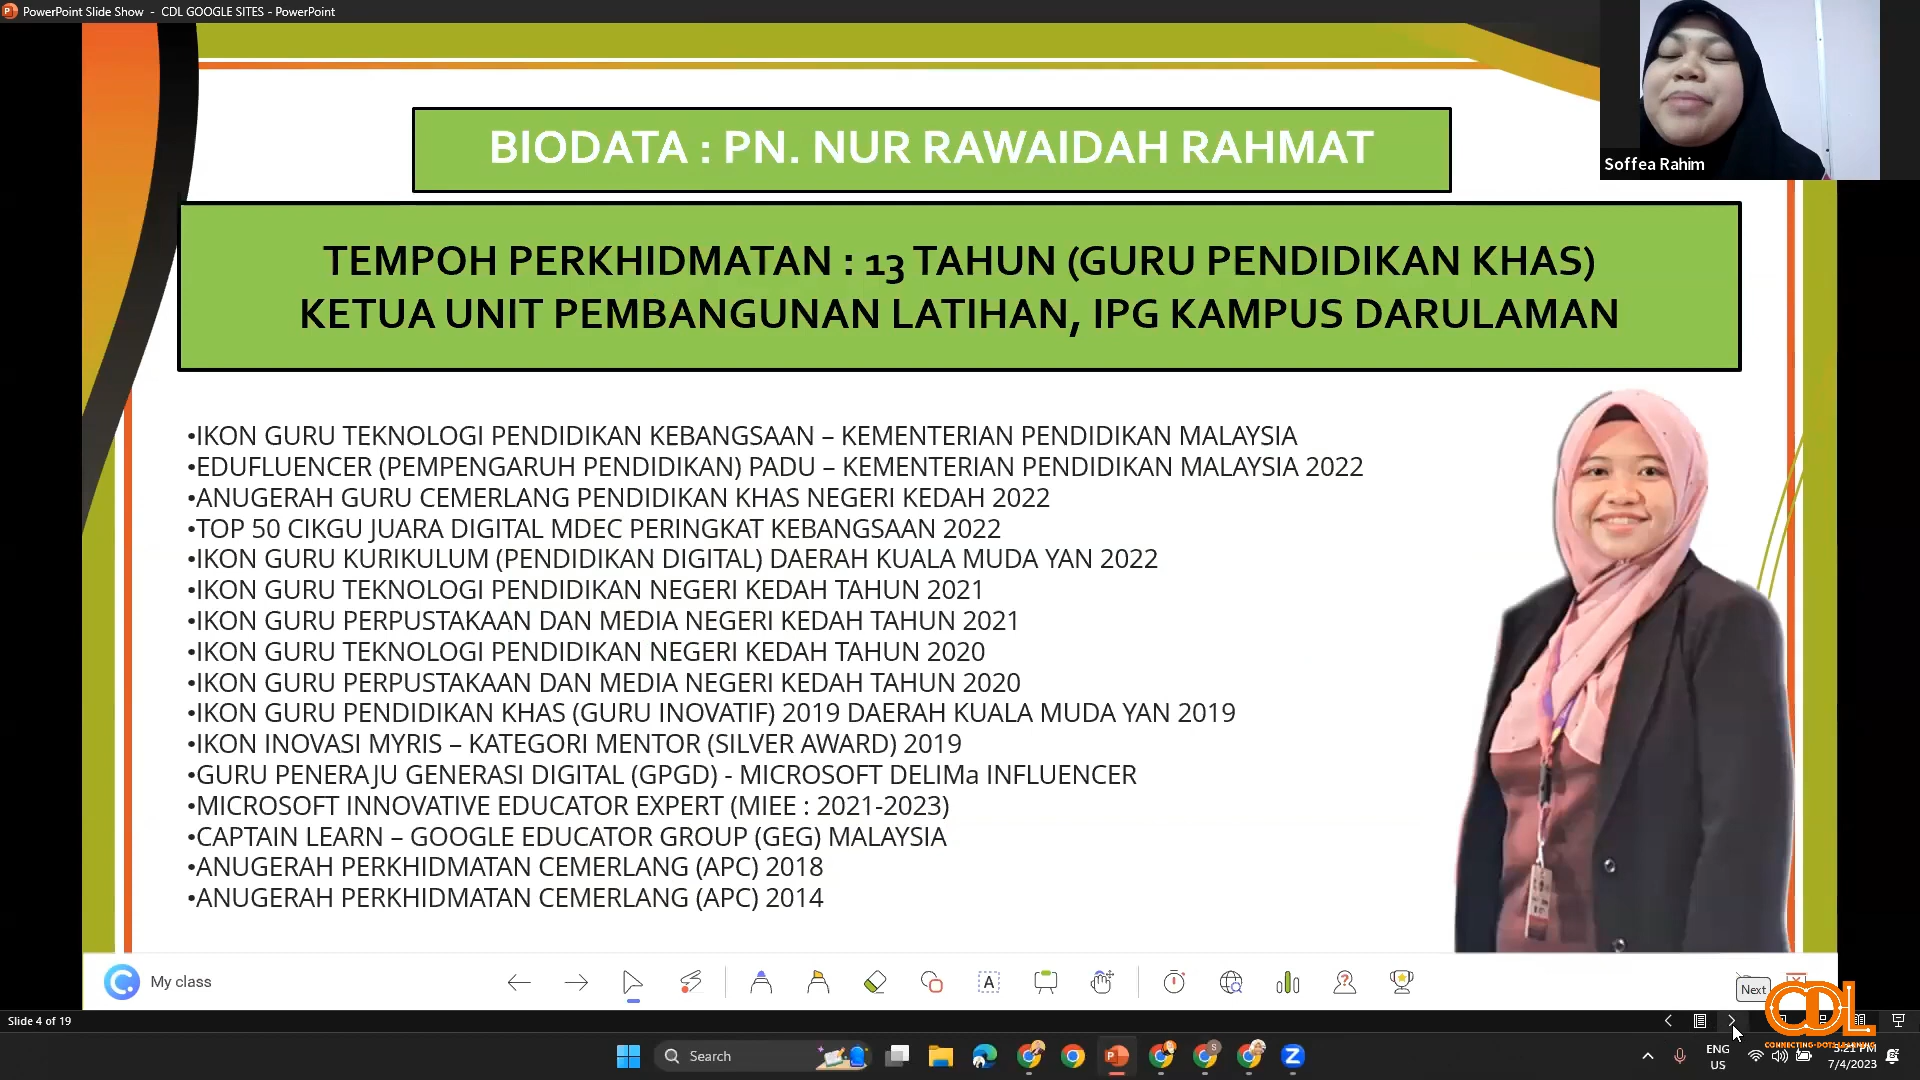 PowerPoint Slide Show - CDL GOOGLE SITES - PowerPoint
Soffea Rahim
BIODATA : PN. NUR RAWAIDAH RAHMAT
TEMPOH PERKHIDMATAN : 13 TAHUN (GURU PENDIDIKAN KHAS)
KETUA UNIT PEMBANGUNAN LATIHAN, IPG KAMPUS DARULAMAN
•IKON GURU TEKNOLOGI PENDIDIKAN KEBANGSAAN – KEMENTERIAN PENDIDIKAN MALAYSIA
•EDUFLUENCER (PEMPENGARUH PENDIDIKAN) PADU – KEMENTERIAN PENDIDIKAN MALAYSIA 2022
•ANUGERAH GURU CEMERLANG PENDIDIKAN KHAS NEGERI KEDAH 2022
•TOP 50 CIKGU JUARA DIGITAL MDEC PERINGKAT KEBANGSAAN 2022
•IKON GURU KURIKULUM (PENDIDIKAN DIGITAL) DAERAH KUALA MUDA YAN 2022
•IKON GURU TEKNOLOGI PENDIDIKAN NEGERI KEDAH TAHUN 2021
•IKON GURU PERPUSTAKAAN DAN MEDIA NEGERI KEDAH TAHUN 2021
•IKON GURU TEKNOLOGI PENDIDIKAN NEGERI KEDAH TAHUN 2020
•IKON GURU PERPUSTAKAAN DAN MEDIA NEGERI KEDAH TAHUN 2020
•IKON GURU PENDIDIKAN KHAS (GURU INOVATIF) 2019 DAERAH KUALA MUDA YAN 2019
•IKON INOVASI MYRIS – KATEGORI MENTOR (SILVER AWARD) 2019
•GURU PENERAJU GENERASI DIGITAL (GPGD) - MICROSOFT DELIMa INFLUENCER
•MICROSOFT INNOVATIVE EDUCATOR EXPERT (MIEE : 2021-2023)
•CAPTAIN LEARN – GOOGLE EDUCATOR GROUP (GEG) MALAYSIA
•ANUGERAH PERKHIDMATAN CEMERLANG (APC) 2018
•ANUGERAH PERKHIDMATAN CEMERLANG (APC) 2014
My class
Next
CDL
CONNECTING-DOTS LEARNING
Slide 4 of 19
Search
ENG
US
5:21 PM
7/4/2023